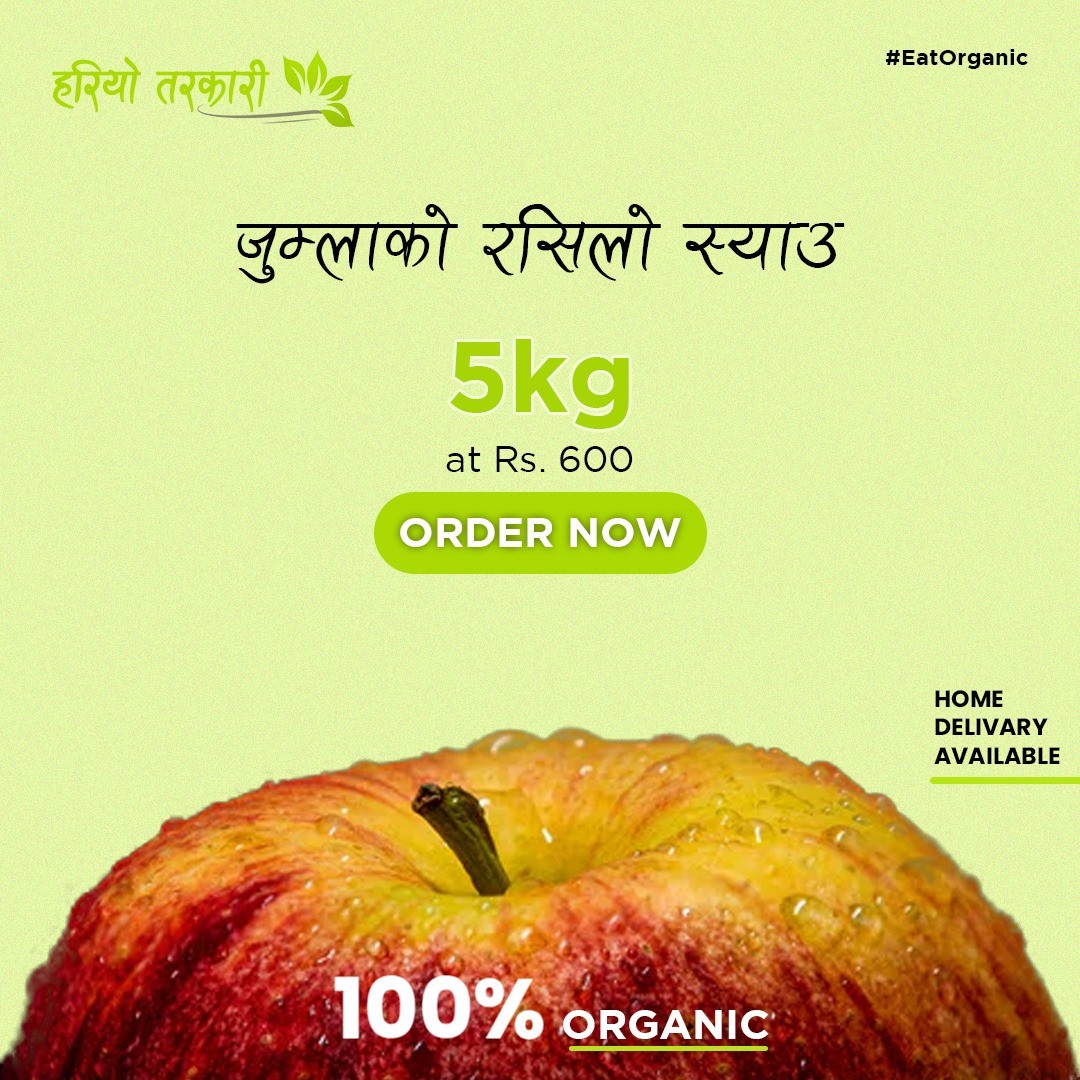 हरियो तरकारी
#EatOrganic
जुम्लाको रसिलो स्याउ
5kg
at Rs. 600
ORDER NOW
HOME
DELIVARY
AVAILABLE
100% ORGANIC